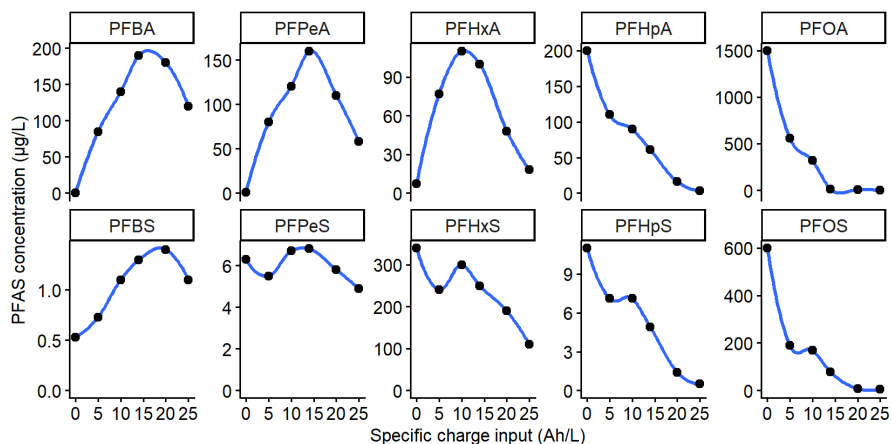 PFBA PFPeA PFHxA PFHpA PFOA
200 150 100 50 0
150 100 50 0
90 60 30 0
200 150 100 50 0
1500 1000 500 0
PFBS PFPeS PFHxS PFHpS PFOS
1.0 0.5 0.0
6 4 2 0
300 200 100 0
9 6 3 0
600 400 200 0
0 5 10 15 20 25 0 5 10 15 20 25 0 5 10 15 20 25 0 5 10 15 20 25 0 5 10 15 20 25
PFAS concentration (µg/L)
Specific charge input (Ah/L)